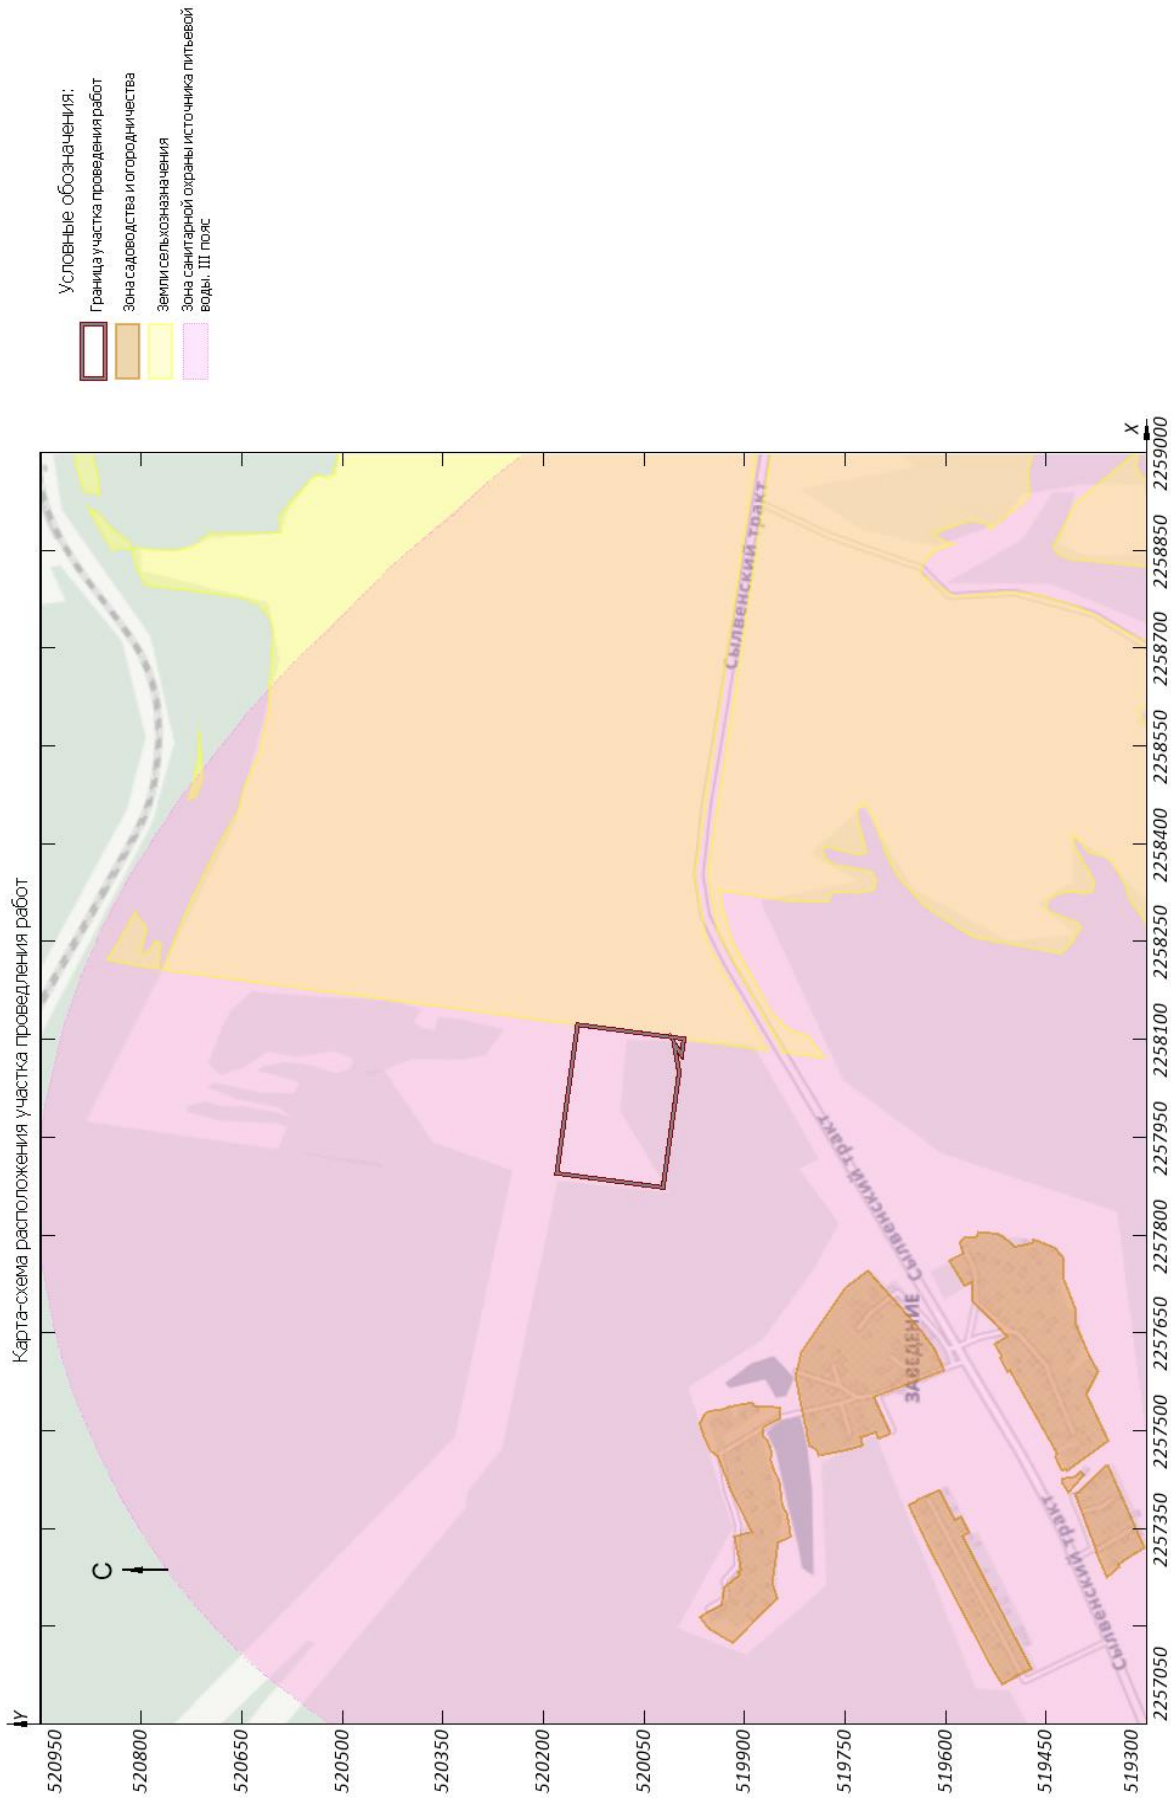 Карта-схема расположения участка проведления работ
Условные обозначения:
Граница участка проведения работ
Зона садоводства и огородничества
Земли сельхозназначения
Зона санитарной охраны источника питьевой
воды. III пояс
Y
520950
520800
520650
520500
520350
520200
520050
519900
519750
519600
519450
519300
С
Сылвенский тракт
Сылвенский тракт
Сылвенский тракт
ЗАВЕДЕНИЕ
Сылвенский тракт
Сылвенский тракт
X
2257050
2257350
2257500
2257650
2257800
2257950
2258100
2258250
2258400
2258550
2258700
2258850
2259000